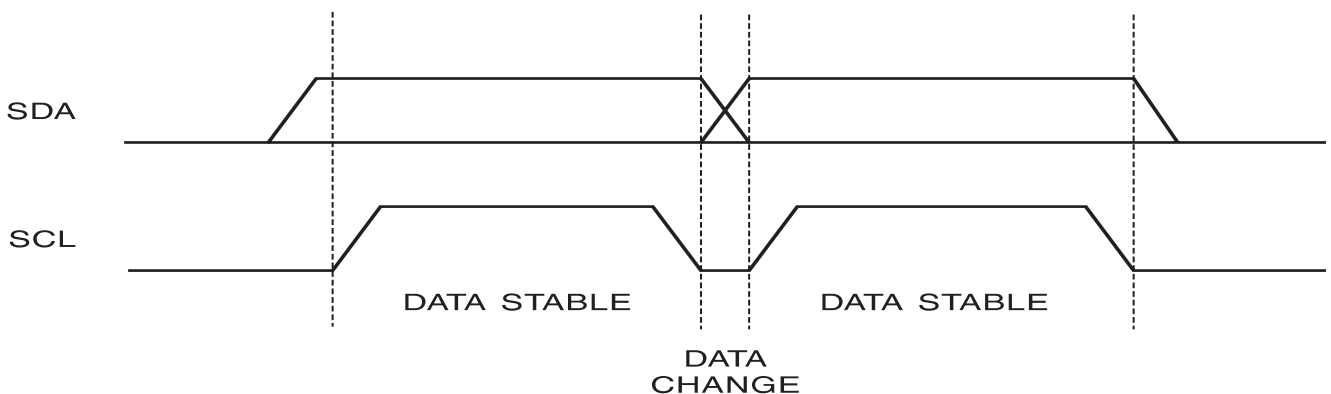 SDA
SCL
DATA STABLE
DATA STABLE
DATA
CHANGE